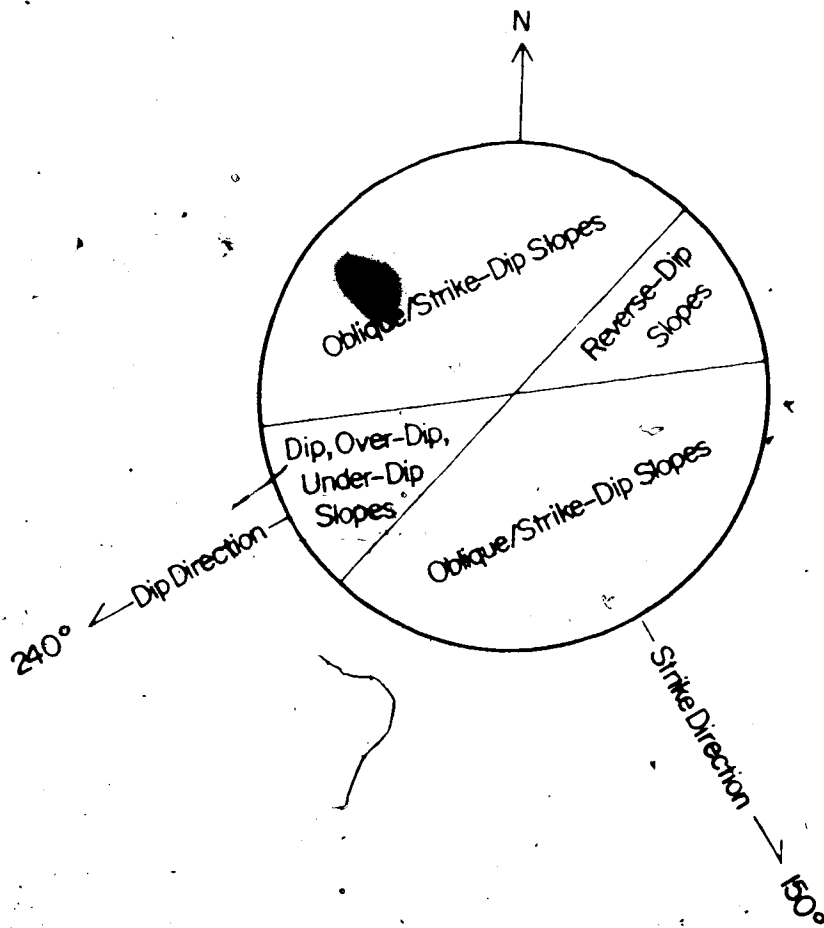 N
Oblique/Strike-Dip Slopes
Reverse-Dip
Slopes
Dip, Over-Dip,
Under-Dip
Slopes
Oblique/Strike-Dip Slopes
Dip Direction
240°
Strike Direction
150°